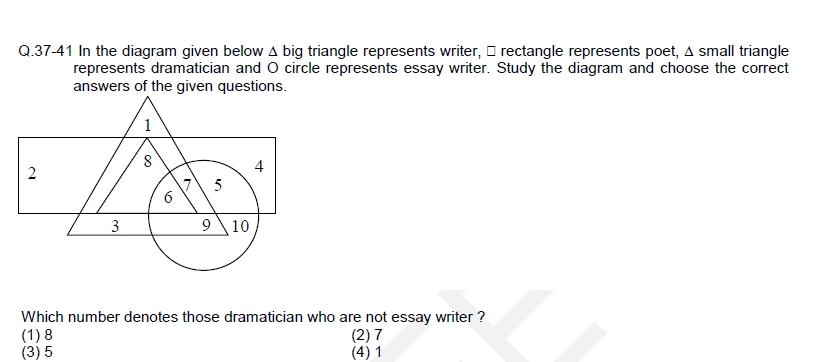 Q.37-41 In the diagram given below Δ big triangle represents writer, □ rectangle represents poet, Δ small triangle
represents dramatician and O circle represents essay writer. Study the diagram and choose the correct
answers of the given questions.
1
2
8
4
7
5
6
3
9
10
Which number denotes those dramatician who are not essay writer ?
(1) 8 (2) 7
(3) 5 (4) 1